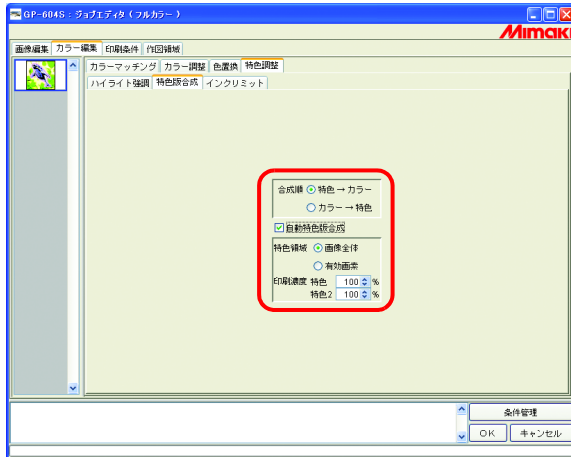 GP-604S : ジョブエディタ ( フルカラー )
Mimaki
画像編集 カラー編集 印刷条件 作図領域
カラーマッチング カラー調整 色置換 特色調整
ハイライト強調 特色版合成 インクリミット
合成順 特色 → カラー
カラー → 特色
自動特色版合成
特色領域 画像全体
有効画素
印刷濃度 特色 100 %
特色2 100 %
条件管理
OK キャンセル